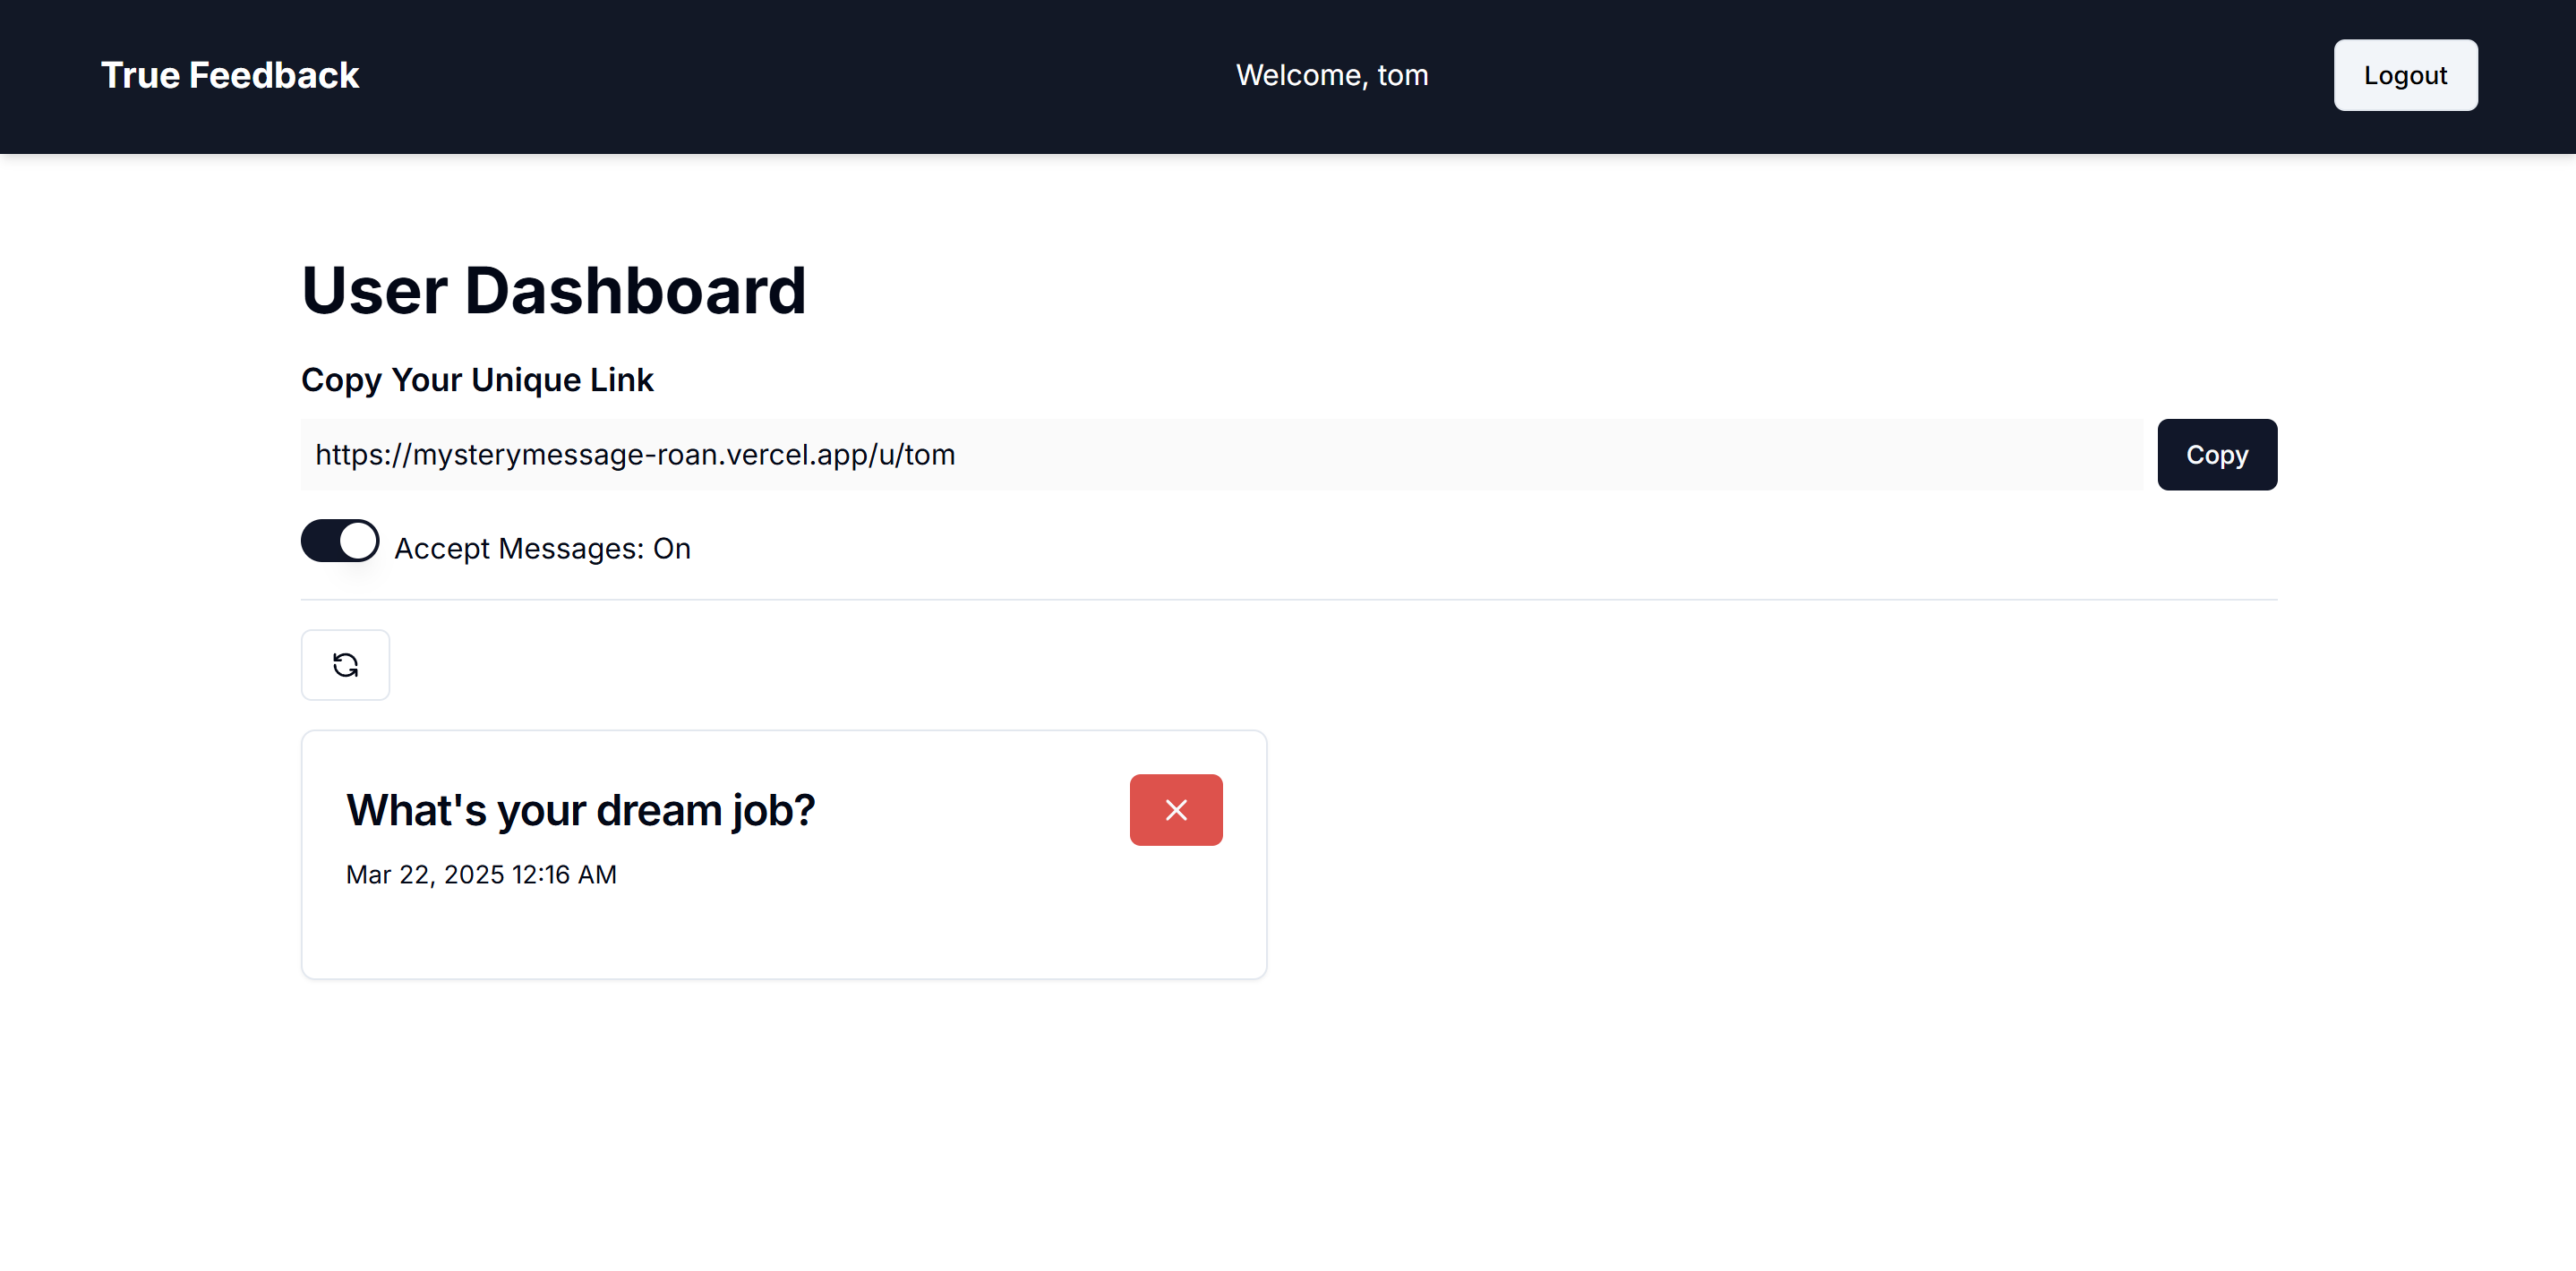 True Feedback
Welcome, tom
Logout
User Dashboard
Copy Your Unique Link
https://mysterymessage-roan.vercel.app/u/tom
Copy
Accept Messages: On
What's your dream job?
Mar 22, 2025 12:16 AM